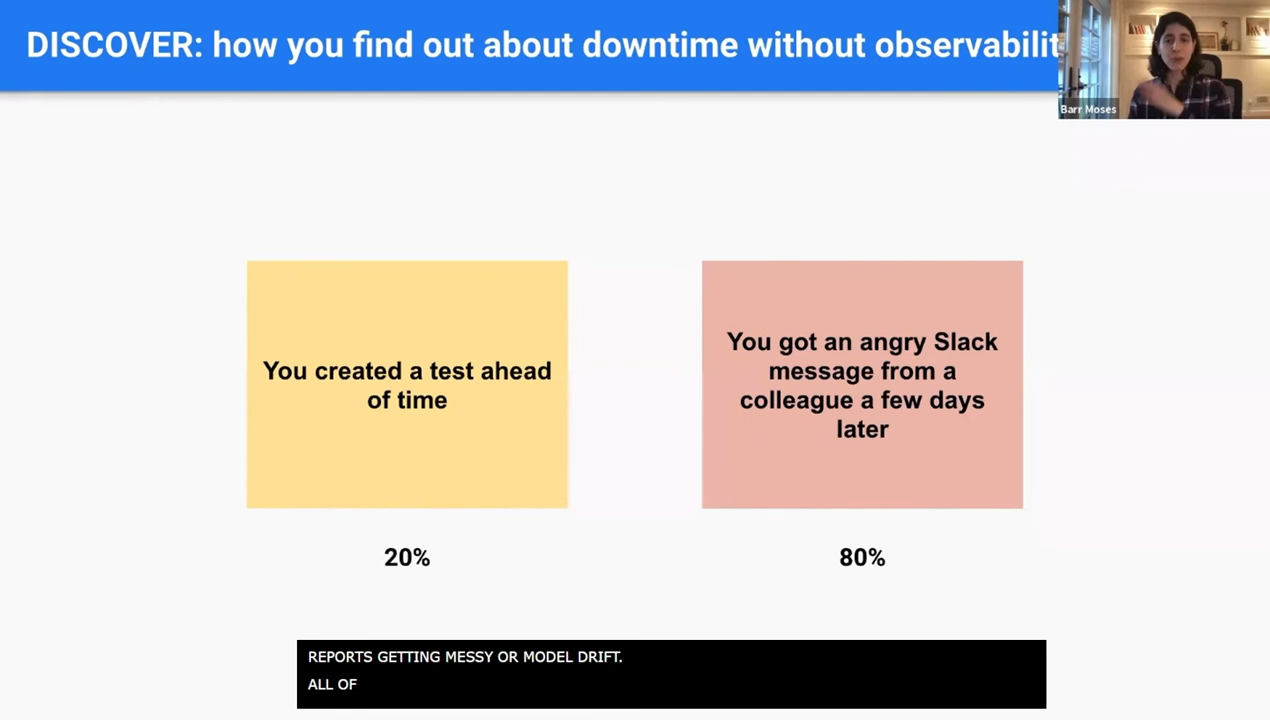 DISCOVER: how you find out about downtime without observabilit
Barr Moses
You created a test ahead
of time
You got an angry Slack
message from a
colleague a few days
later
20%
80%
REPORTS GETTING MESSY OR MODEL DRIFT.
ALL OF